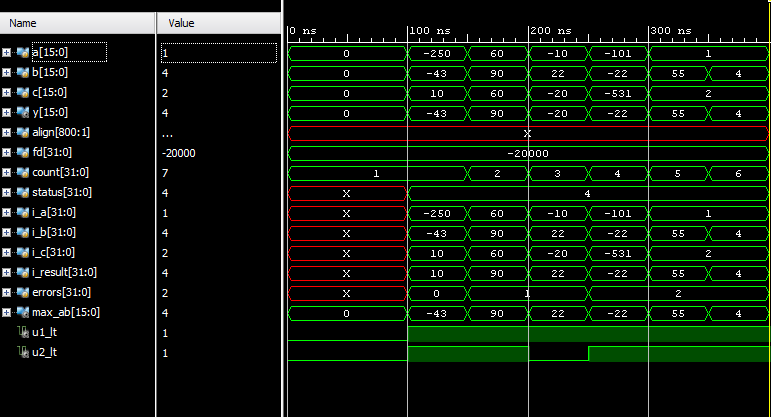 Name Value 0 ns 100 ns 200 ns 300 ns
a[15:0] 1 0 -250 60 -10 -101 1
b[15:0] 4 0 -43 90 22 -22 55 4
c[15:0] 2 0 10 60 -20 -531 2
y[15:0] 4 0 -43 90 22 -22 55 4
align[800:1] ... X
fd[31:0] -20000 -20000
count[31:0] 7 1 2 3 4 5 6
status[31:0] 4 X 4
i_a[31:0] 1 X -250 60 -10 -101 1
i_b[31:0] 4 X -43 90 22 -22 55 4
i_c[31:0] 2 X 10 60 -20 -531 2
i_result[31:0] 4 X 10 90 22 -22 55 4
errors[31:0] 2 X 0 1 2
max_ab[15:0] 4 0 -43 90 22 -22 55 4
u1_lt 1
u2_lt 1